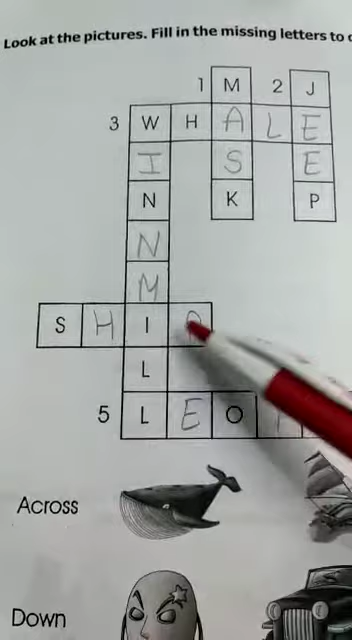 Look at the pictures. Fill in the missing letters to
1 M 2 J
3 W H A L E
I S E
N K P
N
M
S H I
L
5 L E O
Across
Down